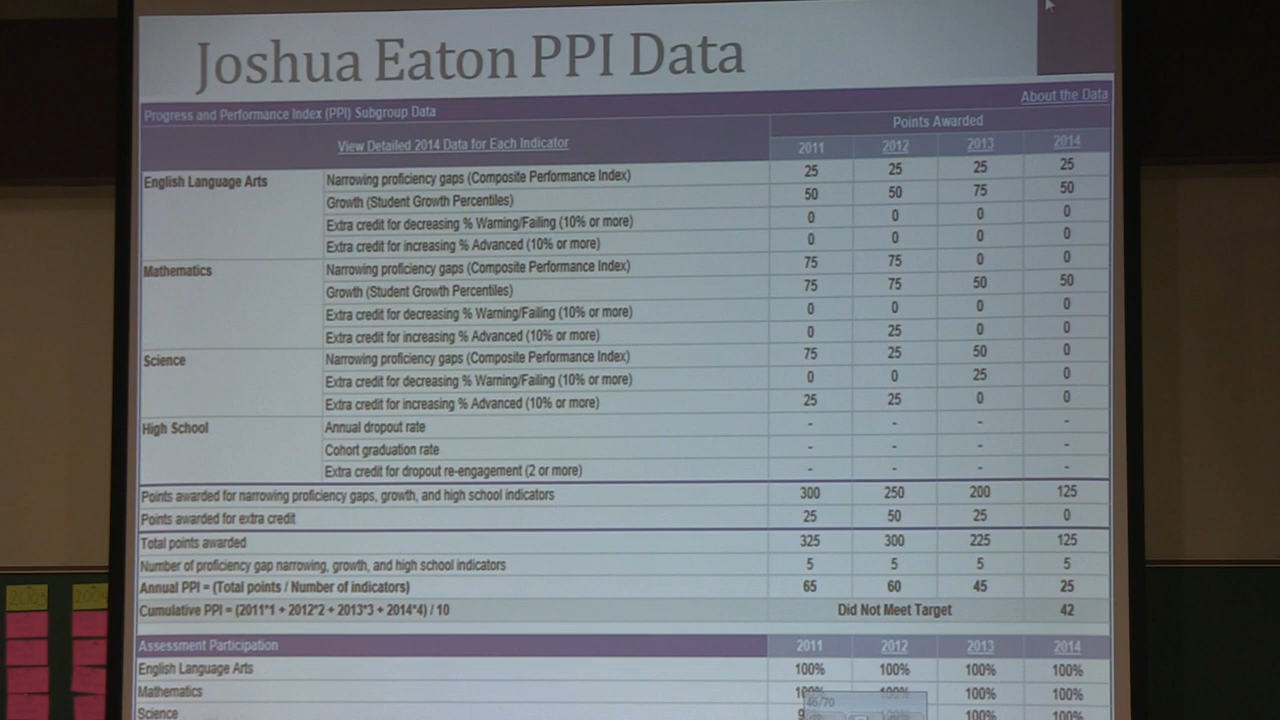 Joshua Eaton PPI Data
Progress and Performance Index (PPI) Subgroup Data About the Data
View Detailed 2014 Data for Each Indicator Points Awarded
2011 2012 2013 2014
English Language Arts Narrowing proficiency gaps (Composite Performance Index) 25 25 25 25
Growth (Student Growth Percentiles) 50 50 75 50
Extra credit for decreasing % Warning/Failing (10% or more) 0 0 0 0
Extra credit for increasing % Advanced (10% or more) 0 0 0 0
Mathematics Narrowing proficiency gaps (Composite Performance Index) 75 75 0 0
Growth (Student Growth Percentiles) 75 75 50 50
Extra credit for decreasing % Warning/Failing (10% or more) 0 0 0 0
Extra credit for increasing % Advanced (10% or more) 0 25 0 0
Science Narrowing proficiency gaps (Composite Performance Index) 75 25 50 0
Extra credit for decreasing % Warning/Failing (10% or more) 0 0 25 0
Extra credit for increasing % Advanced (10% or more) 25 25 0 0
High School Annual dropout rate - - - -
Cohort graduation rate - - - -
Extra credit for dropout re-engagement (2 or more) - - - -
Points awarded for narrowing proficiency gaps, growth, and high school indicators 300 250 200 125
Points awarded for extra credit 25 50 25 0
Total points awarded 325 300 225 125
Number of proficiency gap narrowing, growth, and high school indicators 5 5 5 5
Annual PPI = (Total points / Number of indicators) 65 60 45 25
Cumulative PPI = (2011*1 + 2012*2 + 2013*3 + 2014*4) / 10 Did Not Meet Target 42
Assessment Participation 2011 2012 2013 2014
English Language Arts 100% 100% 100% 100%
Mathematics 100% 100% 100% 100%
Science 100% 100%
46/70
2003